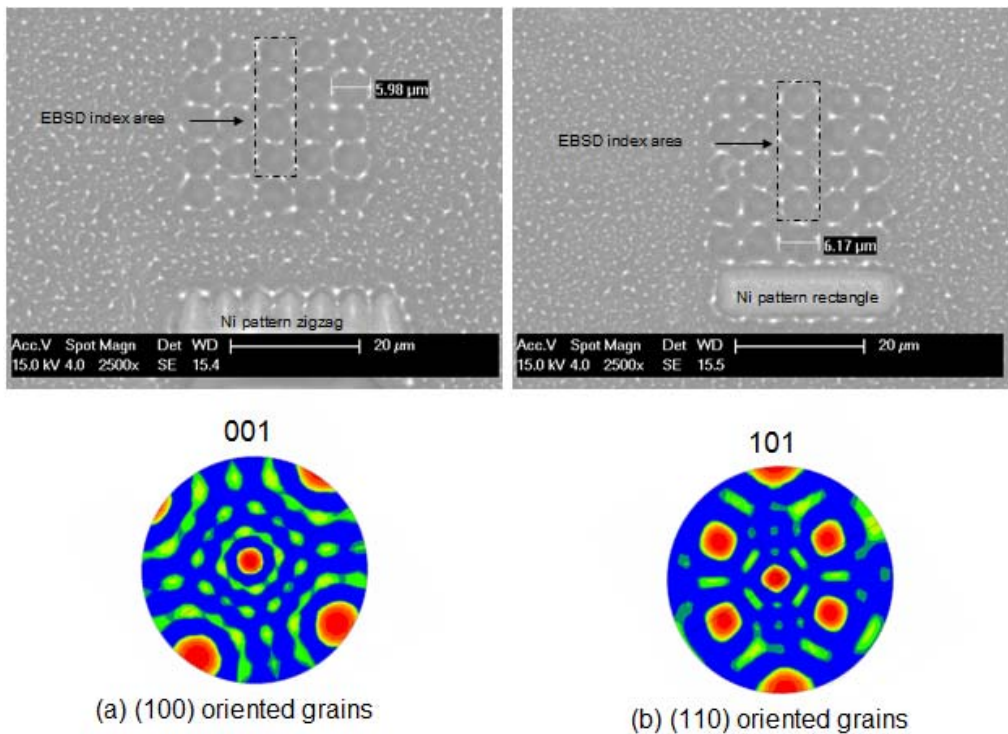 EBSD index area
5.98 µm
Ni pattern zigzag
Acc.V Spot Magn Det WD 20 µm
15.0 kV 4.0 2500x SE 15.4
EBSD index area
6.17 µm
Ni pattern rectangle
Acc.V Spot Magn Det WD 20 µm
15.0 kV 4.0 2500x SE 15.5
001
101
(a) (100) oriented grains
(b) (110) oriented grains